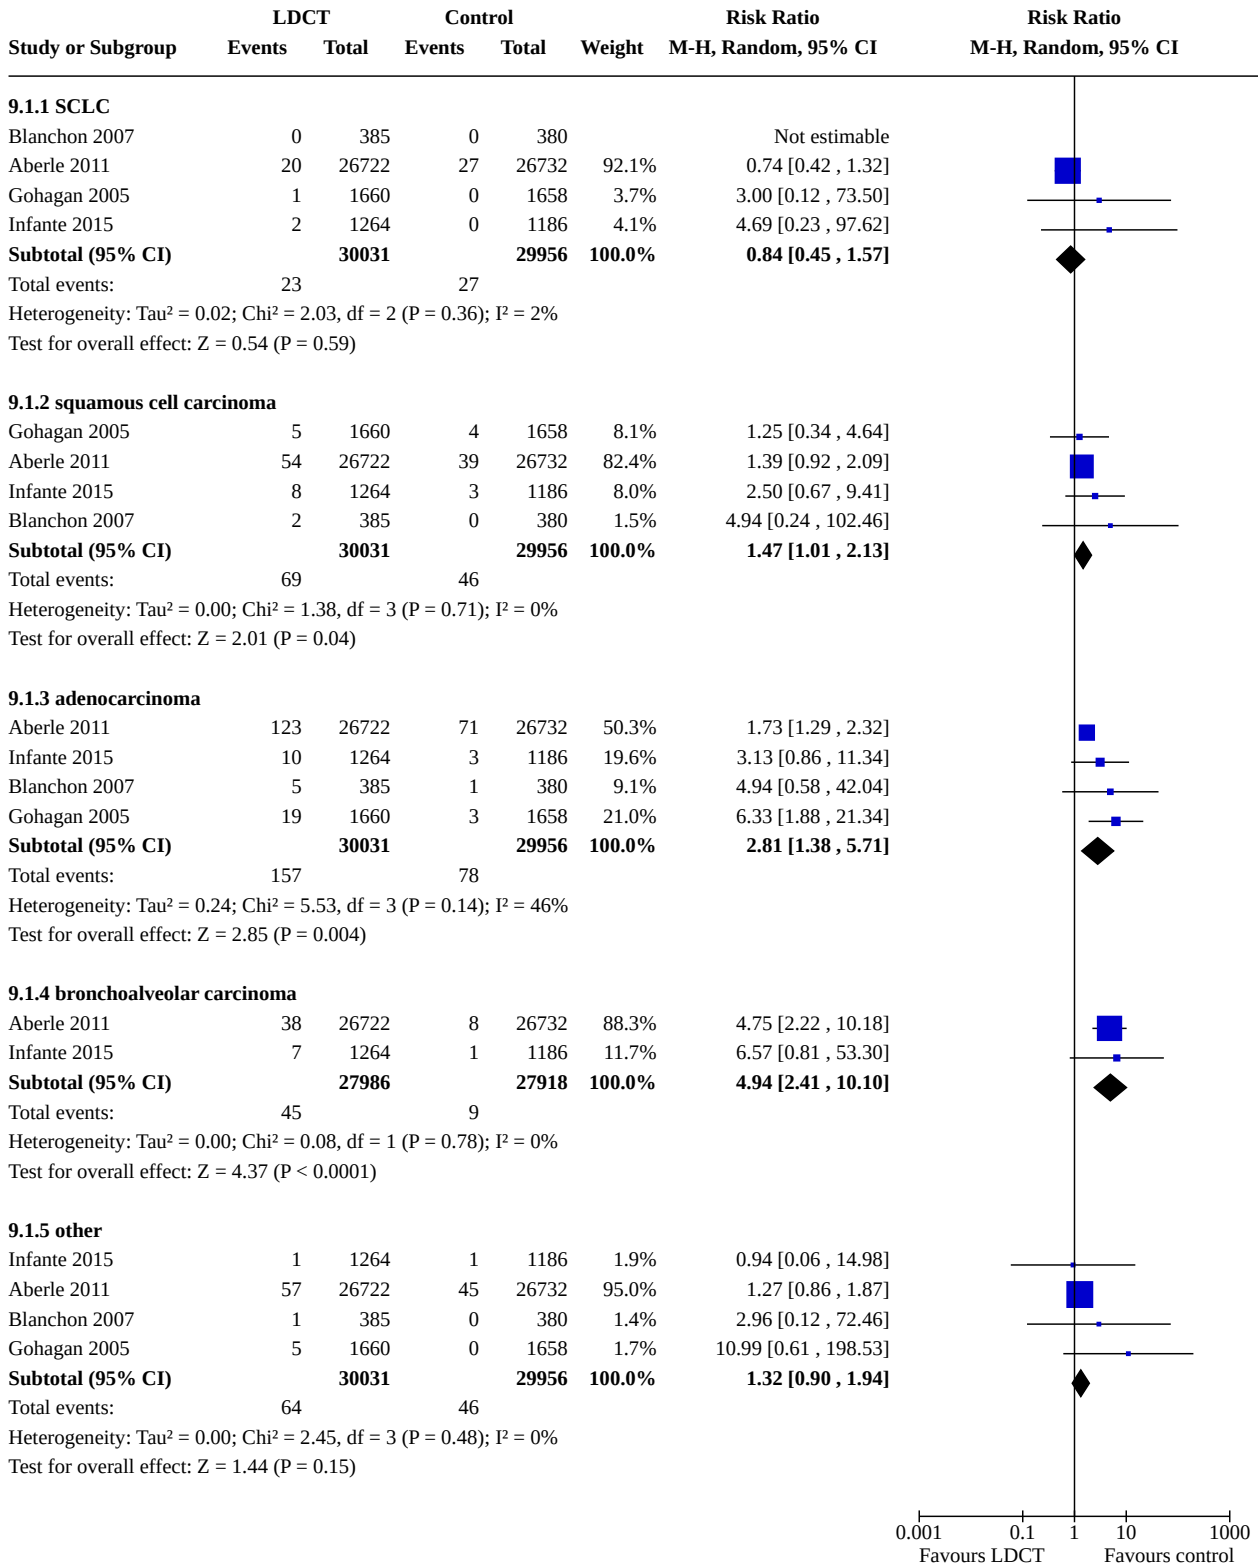 LDCT Control Risk Ratio Risk Ratio
Study or Subgroup Events Total Events Total Weight M-H, Random, 95% CI M-H, Random, 95% CI
9.1.1 SCLC
Blanchon 2007 0 385 0 380 Not estimable
Aberle 2011 20 26722 27 26732 92.1% 0.74 [0.42 , 1.32]
Gohagan 2005 1 1660 0 1658 3.7% 3.00 [0.12 , 73.50]
Infante 2015 2 1264 0 1186 4.1% 4.69 [0.23 , 97.62]
Subtotal (95% CI) 30031 29956 100.0% 0.84 [0.45 , 1.57]
Total events: 23 27
Heterogeneity: Tau² = 0.02; Chi² = 2.03, df = 2 (P = 0.36); I² = 2%
Test for overall effect: Z = 0.54 (P = 0.59)
9.1.2 squamous cell carcinoma
Gohagan 2005 5 1660 4 1658 8.1% 1.25 [0.34 , 4.64]
Aberle 2011 54 26722 39 26732 82.4% 1.39 [0.92 , 2.09]
Infante 2015 8 1264 3 1186 8.0% 2.50 [0.67 , 9.41]
Blanchon 2007 2 385 0 380 1.5% 4.94 [0.24 , 102.46]
Subtotal (95% CI) 30031 29956 100.0% 1.47 [1.01 , 2.13]
Total events: 69 46
Heterogeneity: Tau² = 0.00; Chi² = 1.38, df = 3 (P = 0.71); I² = 0%
Test for overall effect: Z = 2.01 (P = 0.04)
9.1.3 adenocarcinoma
Aberle 2011 123 26722 71 26732 50.3% 1.73 [1.29 , 2.32]
Infante 2015 10 1264 3 1186 19.6% 3.13 [0.86 , 11.34]
Blanchon 2007 5 385 1 380 9.1% 4.94 [0.58 , 42.04]
Gohagan 2005 19 1660 3 1658 21.0% 6.33 [1.88 , 21.34]
Subtotal (95% CI) 30031 29956 100.0% 2.81 [1.38 , 5.71]
Total events: 157 78
Heterogeneity: Tau² = 0.24; Chi² = 5.53, df = 3 (P = 0.14); I² = 46%
Test for overall effect: Z = 2.85 (P = 0.004)
9.1.4 bronchoalveolar carcinoma
Aberle 2011 38 26722 8 26732 88.3% 4.75 [2.22 , 10.18]
Infante 2015 7 1264 1 1186 11.7% 6.57 [0.81 , 53.30]
Subtotal (95% CI) 27986 27918 100.0% 4.94 [2.41 , 10.10]
Total events: 45 9
Heterogeneity: Tau² = 0.00; Chi² = 0.08, df = 1 (P = 0.78); I² = 0%
Test for overall effect: Z = 4.37 (P < 0.0001)
9.1.5 other
Infante 2015 1 1264 1 1186 1.9% 0.94 [0.06 , 14.98]
Aberle 2011 57 26722 45 26732 95.0% 1.27 [0.86 , 1.87]
Blanchon 2007 1 385 0 380 1.4% 2.96 [0.12 , 72.46]
Gohagan 2005 5 1660 0 1658 1.7% 10.99 [0.61 , 198.53]
Subtotal (95% CI) 30031 29956 100.0% 1.32 [0.90 , 1.94]
Total events: 64 46
Heterogeneity: Tau² = 0.00; Chi² = 2.45, df = 3 (P = 0.48); I² = 0%
Test for overall effect: Z = 1.44 (P = 0.15)
0.001 0.1 1 10 1000
Favours LDCT Favours control